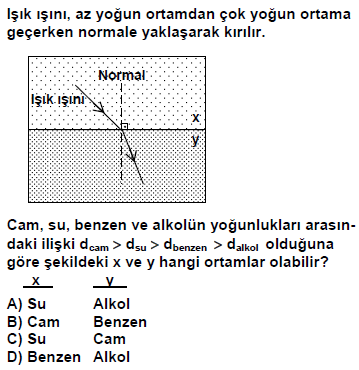 Işık ışını, az yoğun ortamdan çok yoğun ortama
geçerken normale yaklaşarak kırılır.
Normal
Işık ışını
x
y
Cam, su, benzen ve alkolün yoğunlukları arasın-
daki ilişki dcam > dsu > dbenzen > dalkol olduğuna
göre şekildeki x ve y hangi ortamlar olabilir?
x y
A) Su Alkol
B) Cam Benzen
C) Su Cam
D) Benzen Alkol